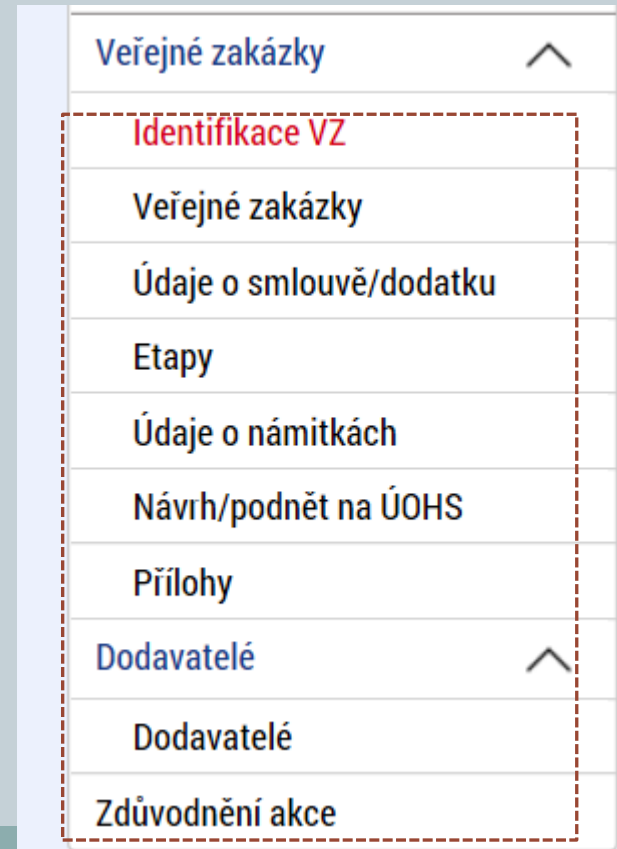 Veřejné zakázky
Identifikace VZ
Veřejné zakázky
Údaje o smlouvě/dodatku
Etapy
Údaje o námitkách
Návrh/podnět na ÚOHS
Přílohy
Dodavatelé
Dodavatelé
Zdůvodnění akce